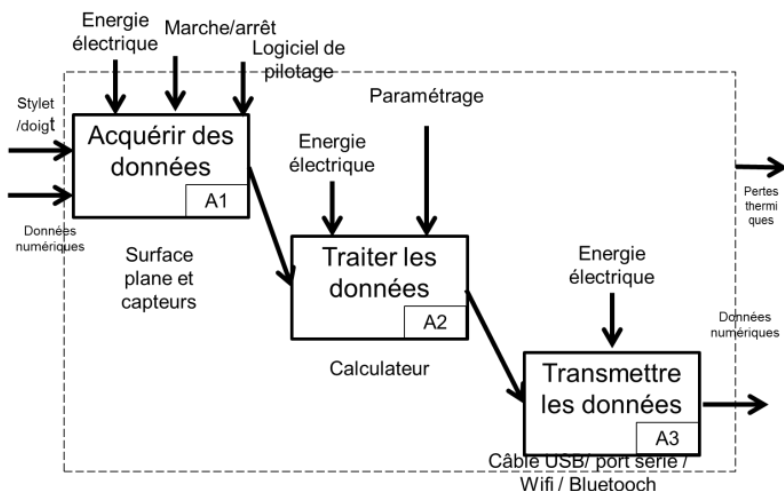 Energie
électrique
Marche/arrêt
Logiciel de
pilotage
Stylet
/doigt
Données
numériques
Acquérir des
données
A1
Surface
plane et
capteurs
Energie
électrique
Paramétrage
Traiter les
données
A2
Calculateur
Energie
électrique
Transmettre
les données
A3
Câble USB/ port série /
Wifi / Bluetooch
Pertes
thermi
ques
Données
numériques